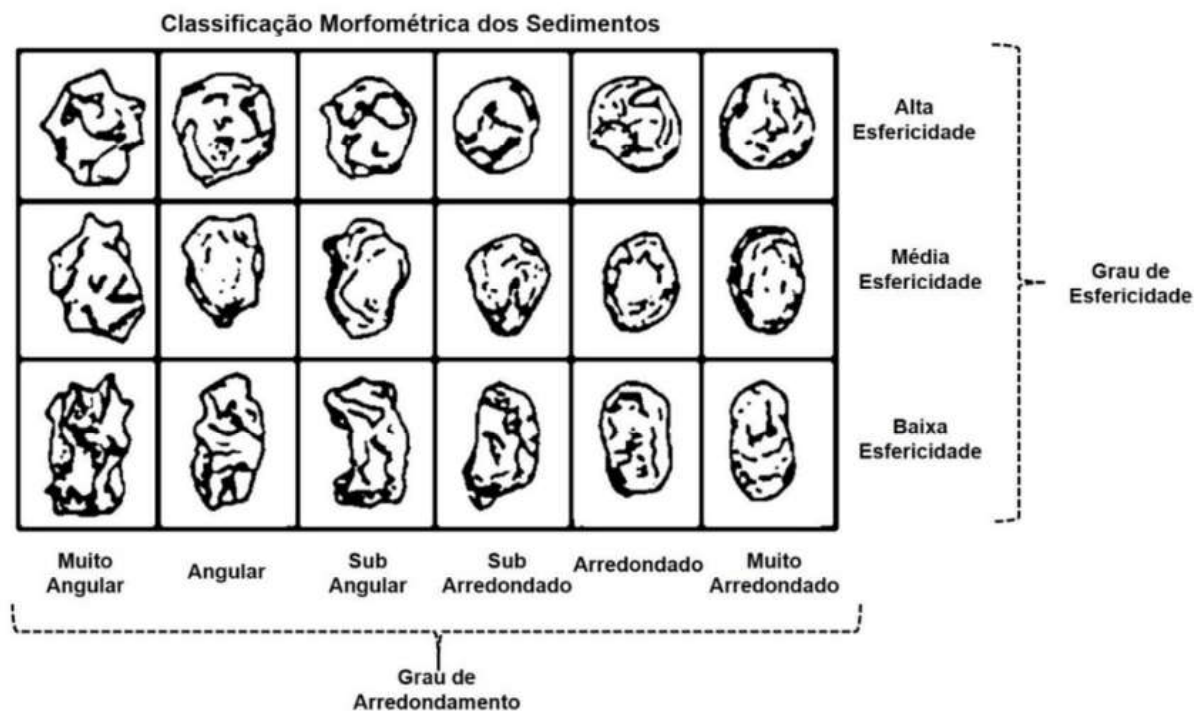 Classificação Morfométrica dos Sedimentos
Alta
Esfericidade
Média
Esfericidade
Grau de
Esfericidade
Baixa
Esfericidade
Muito
Angular
Angular
Sub
Angular
Sub
Arredondado
Arredondado
Muito
Arredondado
Grau de
Arredondamento